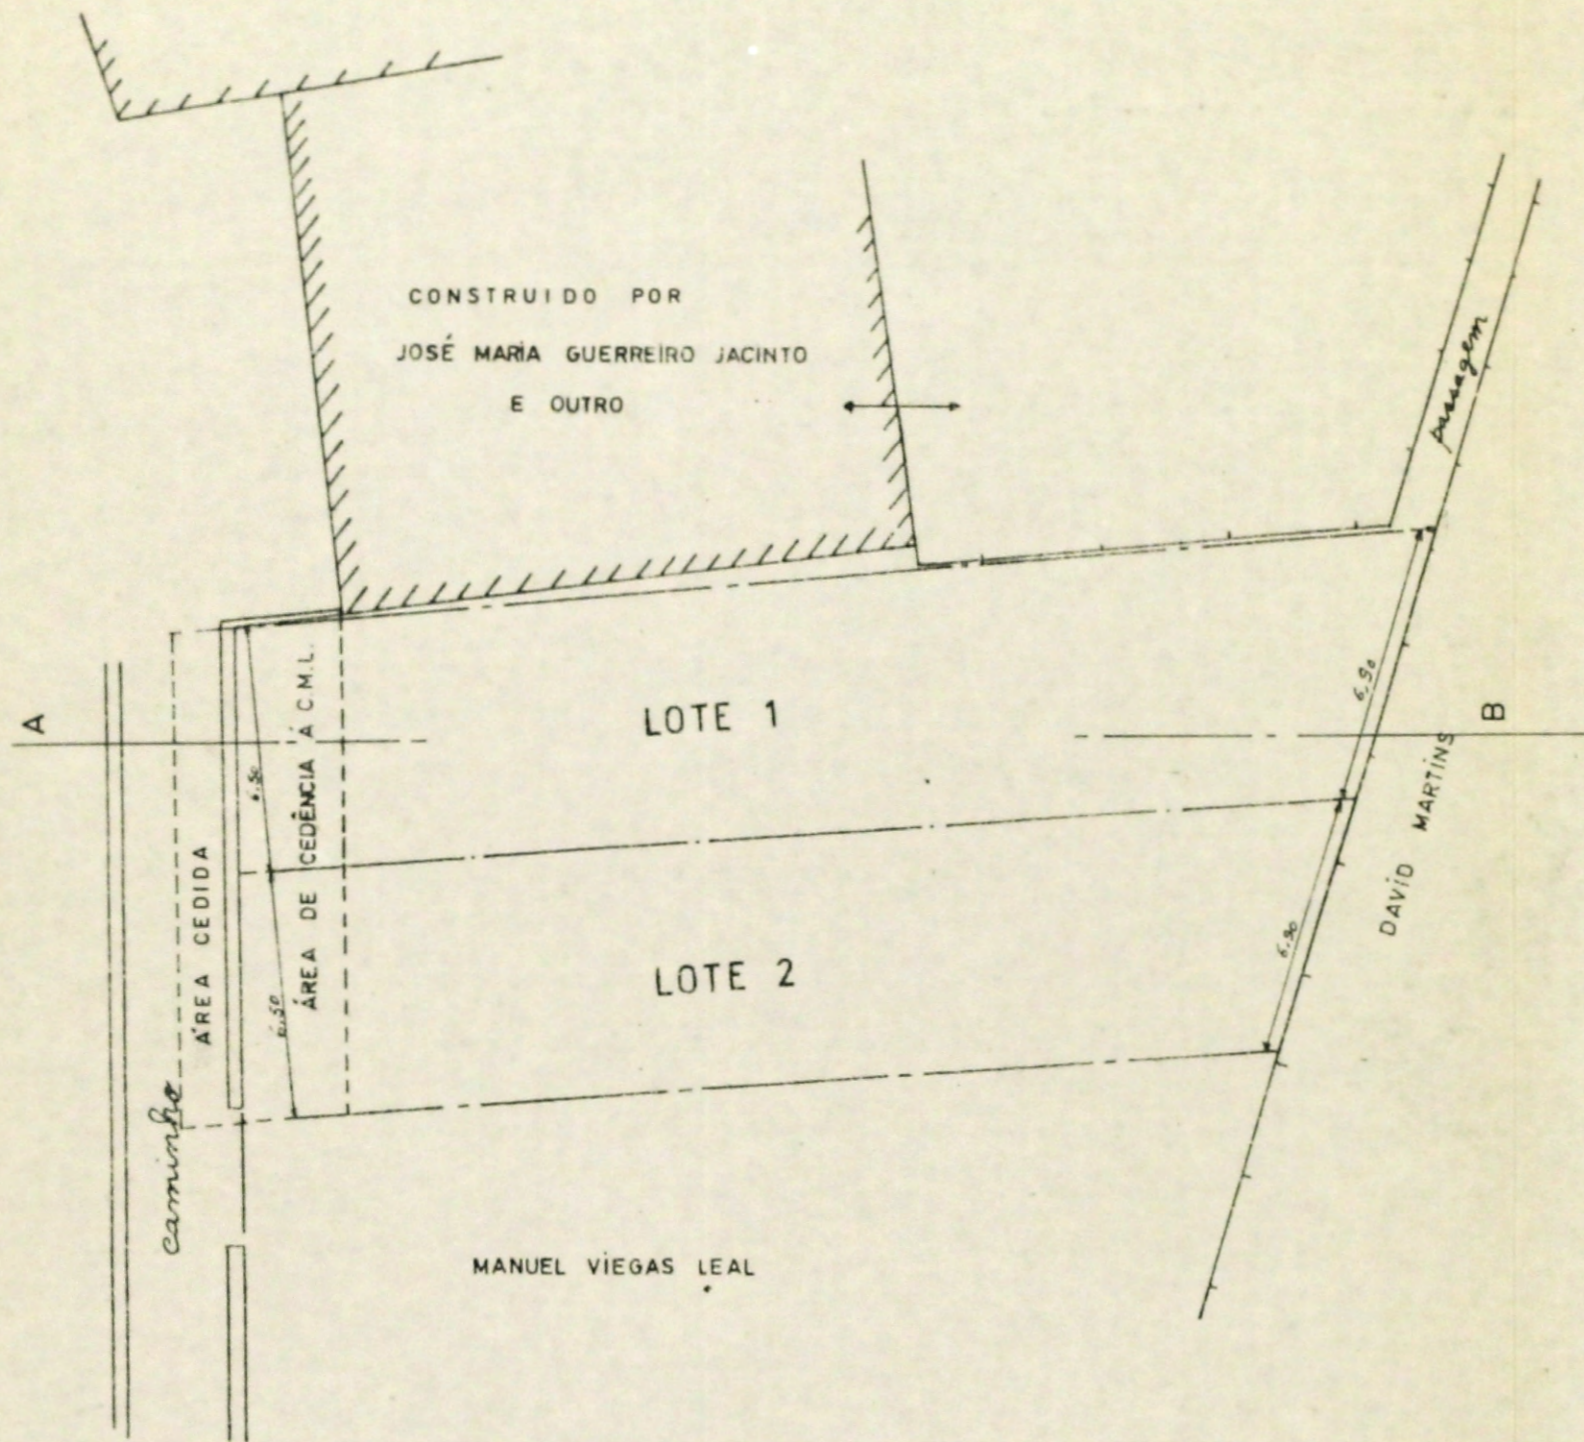 CONSTRUIDO POR
JOSÉ MARIA GUERREIRO JACINTO
E OUTRO
passagem
A
B
LOTE 1
6.90
6.50
ÁREA DE CEDÊNCIA Á C.M.L.
ÁREA CEDIDA
DAVID MARTINS
LOTE 2
6.90
6.50
caminho
MANUEL VIEGAS LEAL